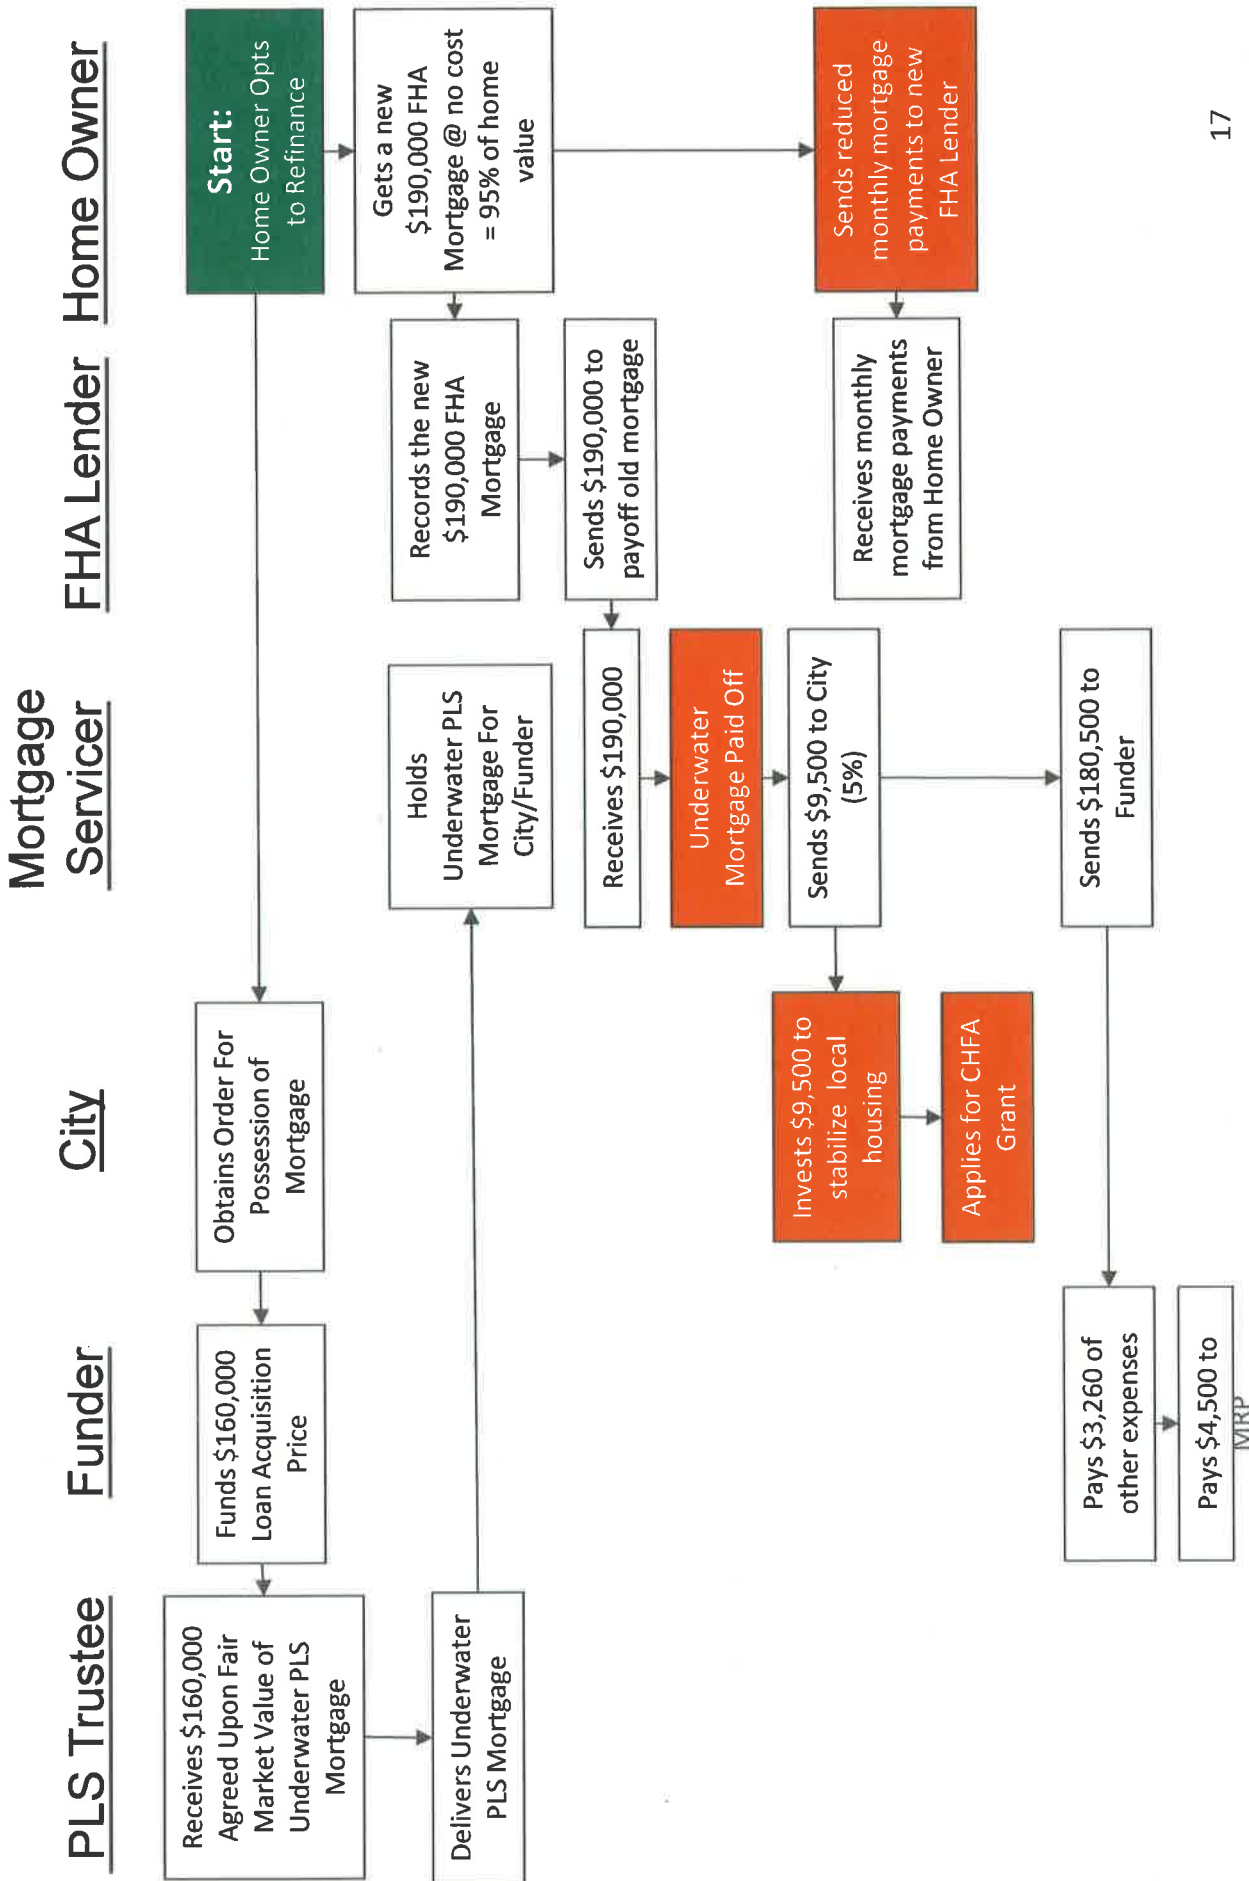 PLS Trustee
Funder
City
Mortgage
Servicer
FHA Lender
Home Owner
Receives $160,000
Agreed Upon Fair
Market Value of
Underwater PLS
Mortgage
Funds $160,000
Loan Acquisition
Price
Obtains Order For
Possession of
Mortgage
Start:
Home Owner Opts
to Refinance
Delivers Underwater
PLS Mortgage
Holds
Underwater PLS
Mortgage For
City/Funder
Records the new
$190,000 FHA
Mortgage
Gets a new
$190,000 FHA
Mortgage @ no cost
= 95% of home
value
Sends $190,000 to
payoff old mortgage
Receives $190,000
Underwater
Mortgage Paid Off
Sends $9,500 to City
(5%)
Invests $9,500 to
stabilize local
housing
Applies for CHFA
Grant
Receives monthly
mortgage payments
from Home Owner
Sends reduced
monthly mortgage
payments to new
FHA Lender
Sends $180,500 to
Funder
Pays $3,260 of
other expenses
Pays $4,500 to
MRP
17